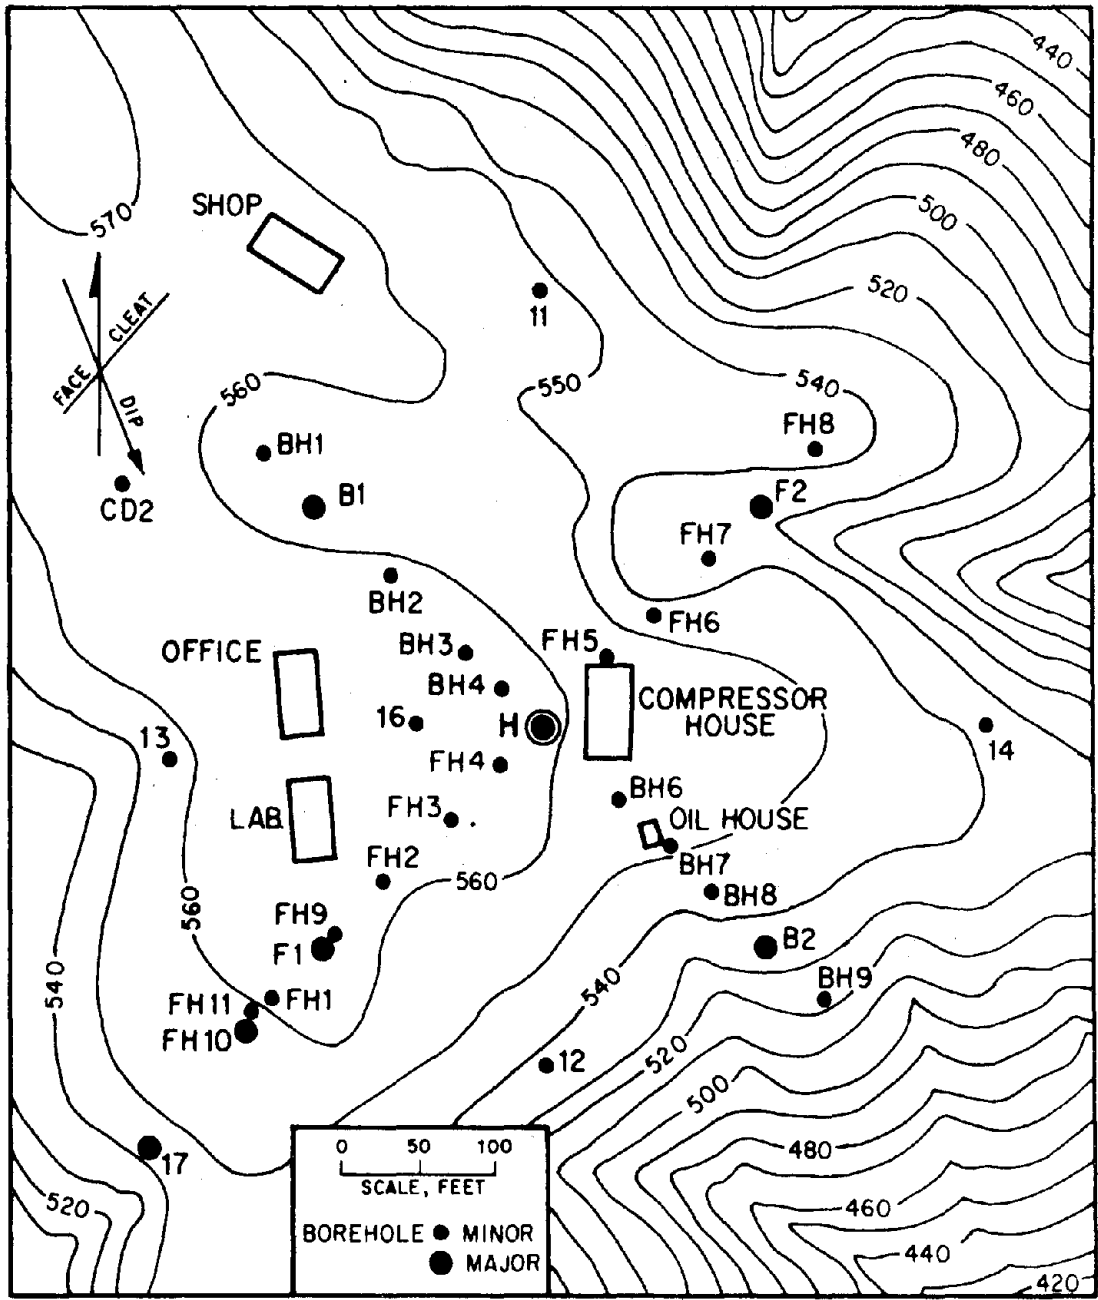 440
460
480
SHOP
500
570
520
CLEAT
11
FACE
DIP
560
550
540
FH8
BH1
CD2
B1
F2
FH7
BH2
FH6
OFFICE
BH3
FH5
BH4
COMPRESSOR
HOUSE
16
H
13
14
FH4
BH6
LAB
FH3
OIL HOUSE
FH2
BH7
560
560
BH8
FH9
F1
B2
540
540
BH9
FH11
FH1
FH10
520
12
500
17
480
0 50 100
SCALE, FEET
520
460
BOREHOLE MINOR
MAJOR
440
420